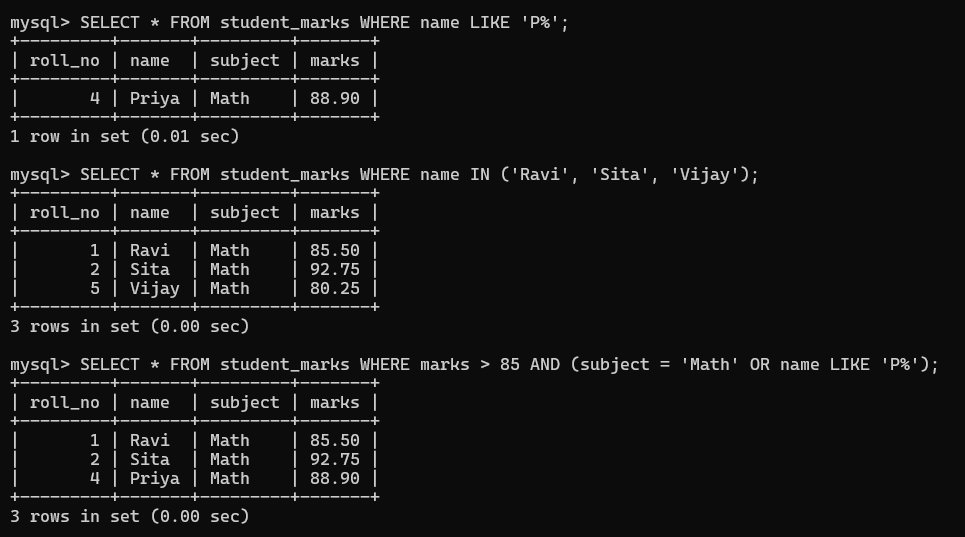 mysql> SELECT * FROM student_marks WHERE name LIKE 'P%';
+---------+-------+---------+-------+
| roll_no | name  | subject | marks |
+---------+-------+---------+-------+
|       4 | Priya | Math    | 88.90 |
+---------+-------+---------+-------+
1 row in set (0.01 sec)

mysql> SELECT * FROM student_marks WHERE name IN ('Ravi', 'Sita', 'Vijay');
+---------+-------+---------+-------+
| roll_no | name  | subject | marks |
+---------+-------+---------+-------+
|       1 | Ravi  | Math    | 85.50 |
|       2 | Sita  | Math    | 92.75 |
|       5 | Vijay | Math    | 80.25 |
+---------+-------+---------+-------+
3 rows in set (0.00 sec)

mysql> SELECT * FROM student_marks WHERE marks > 85 AND (subject = 'Math' OR name LIKE 'P%');
+---------+-------+---------+-------+
| roll_no | name  | subject | marks |
+---------+-------+---------+-------+
|       1 | Ravi  | Math    | 85.50 |
|       2 | Sita  | Math    | 92.75 |
|       4 | Priya | Math    | 88.90 |
+---------+-------+---------+-------+
3 rows in set (0.00 sec)